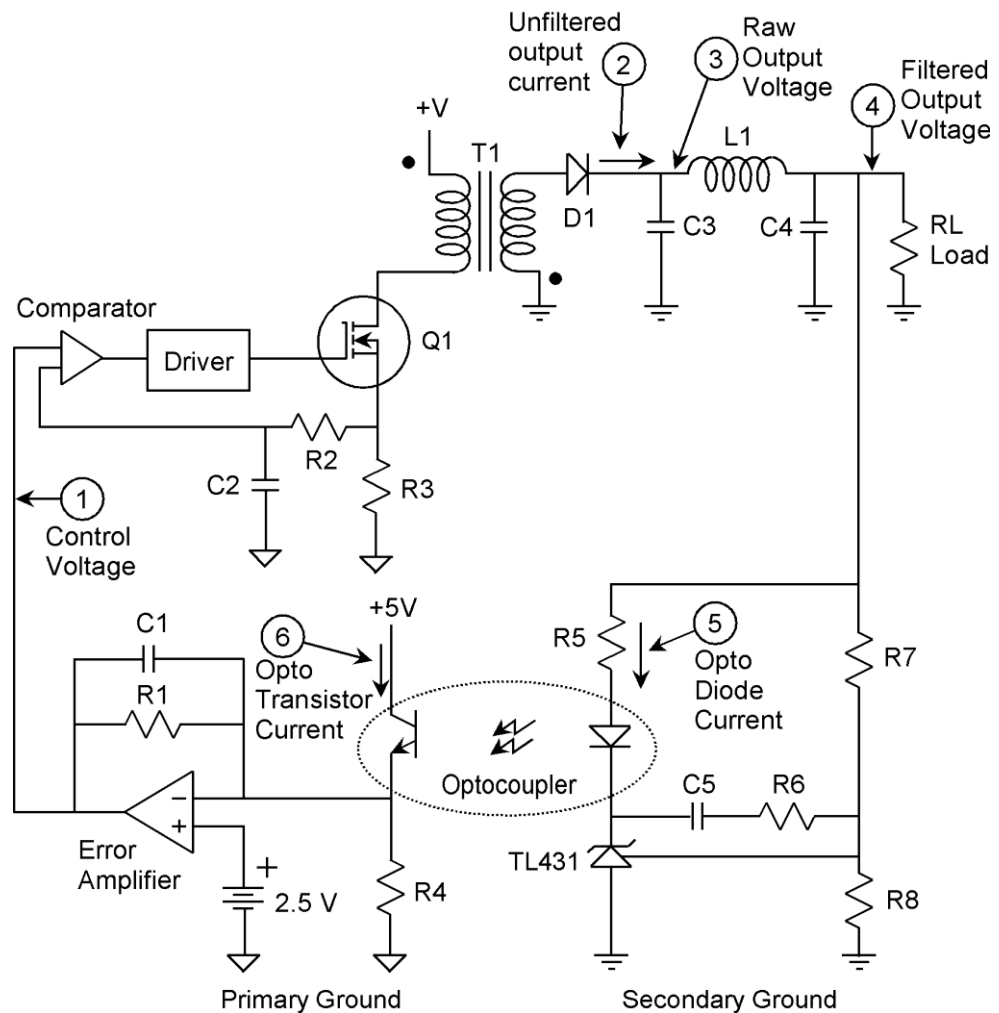 Unfiltered
output
current
2
3
Raw
Output
Voltage
4
Filtered
Output
Voltage
+V
T1
L1
D1
C3
C4
RL
Load
Comparator
Driver
Q1
R2
C2
R3
1
Control
Voltage
+5V
C1
R1
6
Opto
Transistor
Current
R5
5
Opto
Diode
Current
R7
Optocoupler
C5
R6
−
+
Error
Amplifier
+
2.5 V
R4
TL431
R8
Primary Ground
Secondary Ground